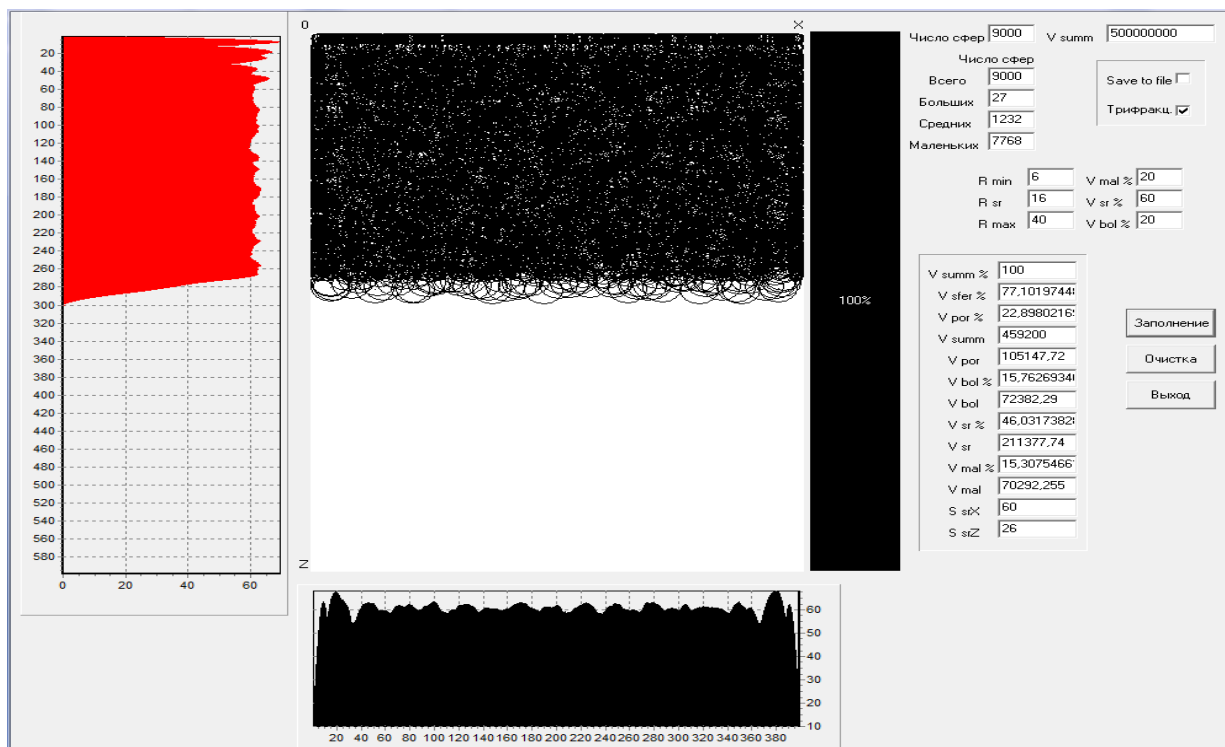 0 X
Z
100%
20
40
60
80
100
120
140
160
180
200
220
240
260
280
300
320
340
360
380
400
420
440
460
480
500
520
540
560
580
0 20 40 60
60
50
40
30
20
10
20 40 60 80 100 120 140 160 180 200 220 240 260 280 300 320 340 360 380
Число сфер 9000 V summ 500000000
Число сфер
Всего 9000
Больших 27
Средних 1232
Маленьких 7768
Save to file
Трифракц.
R min 6 V mal % 20
R sr 16 V sr % 60
R max 40 V bol % 20
V summ % 100
V sfer % 77,1019744
V por % 22,8980216
V summ 459200
V por 105147,72
V bol % 15,7626934
V bol 72382,29
V sr % 46,0317382
V sr 211377,74
V mal % 15,3075466
V mal 70292,255
S srX 60
S srZ 26
Заполнение
Очистка
Выход